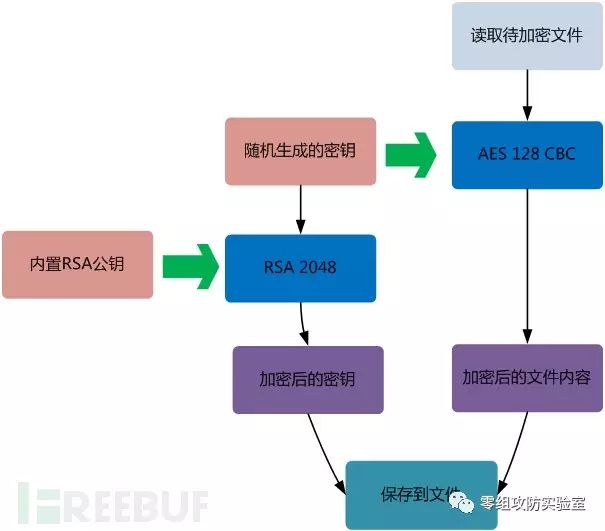 读取待加密文件
随机生成的密钥
AES 128 CBC
内置RSA公钥
RSA 2048
加密后的密钥
加密后的文件内容
保存到文件
零组攻防实验室
FREEBUF